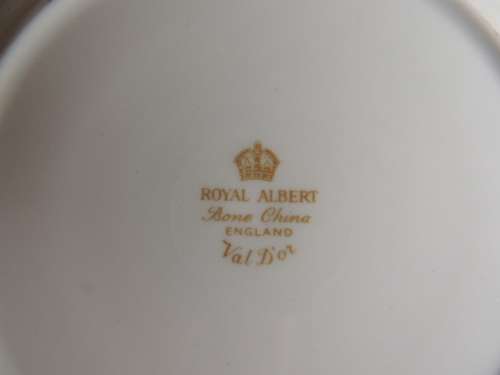 ROYAL ALBERT
Bone China
ENGLAND
Val D'or